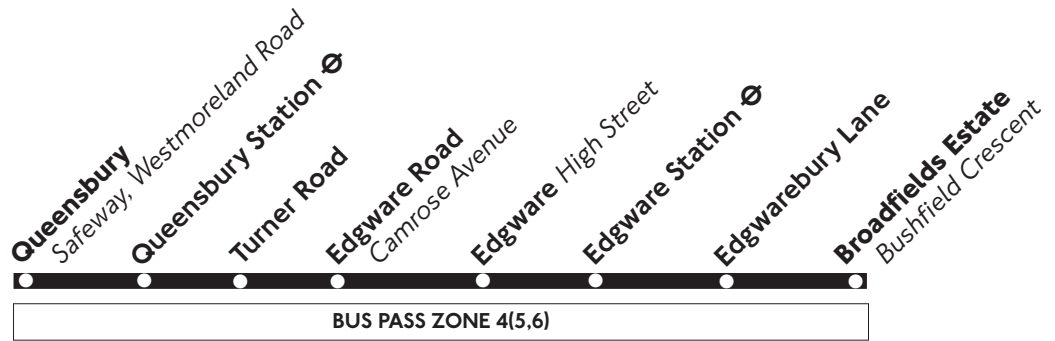 Queensbury
Safeway, Westmoreland Road
Queensbury Station
Turner Road
Edgware Road
Camrose Avenue
Edgware High Street
Edgware Station
Edgwarebury Lane
Broadfields Estate
Bushfield Crescent
BUS PASS ZONE 4(5,6)